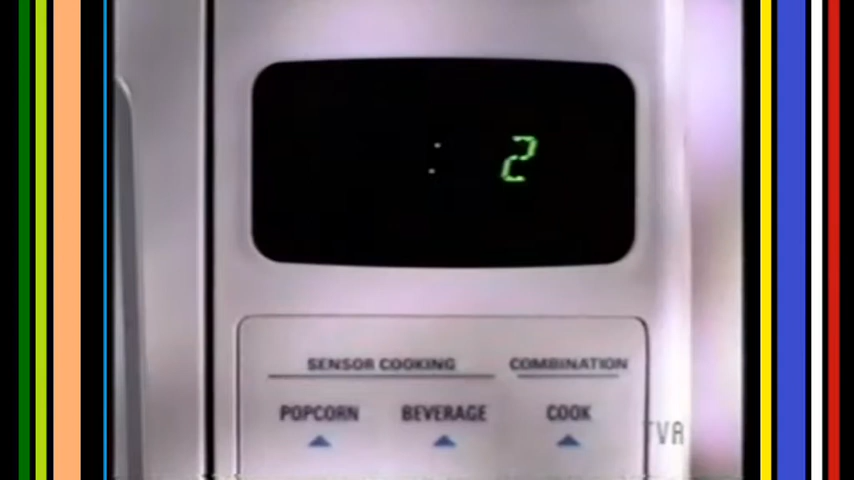 : 2
SENSOR COOKING COMBINATION
POPCORN BEVERAGE COOK
TVA